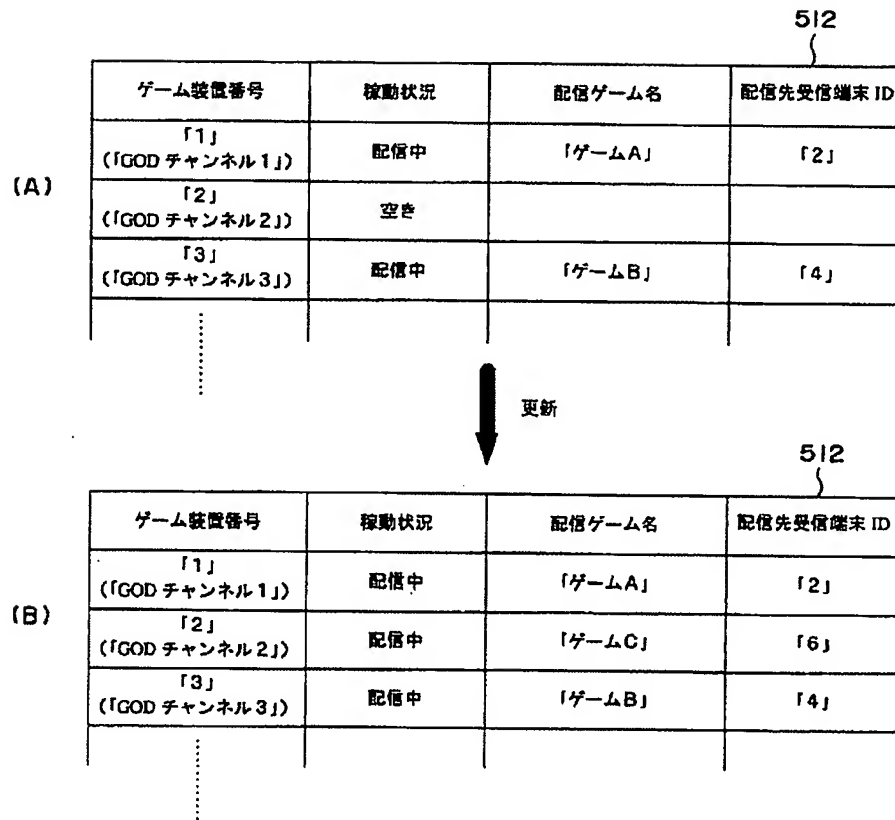 512
ゲーム装置番号 稼動状況 配信ゲーム名 配信先受信端末 ID
「1」
(「GOD チャンネル1」) 配信中 「ゲームA」 「2」
(A)
「2」
(「GOD チャンネル2」) 空き
「3」
(「GOD チャンネル3」) 配信中 「ゲームB」 「4」
更新
512
ゲーム装置番号 稼動状況 配信ゲーム名 配信先受信端末 ID
「1」
(「GOD チャンネル1」) 配信中 「ゲームA」 「2」
(B)
「2」
(「GOD チャンネル2」) 配信中 「ゲームC」 「6」
「3」
(「GOD チャンネル3」) 配信中 「ゲームB」 「4」